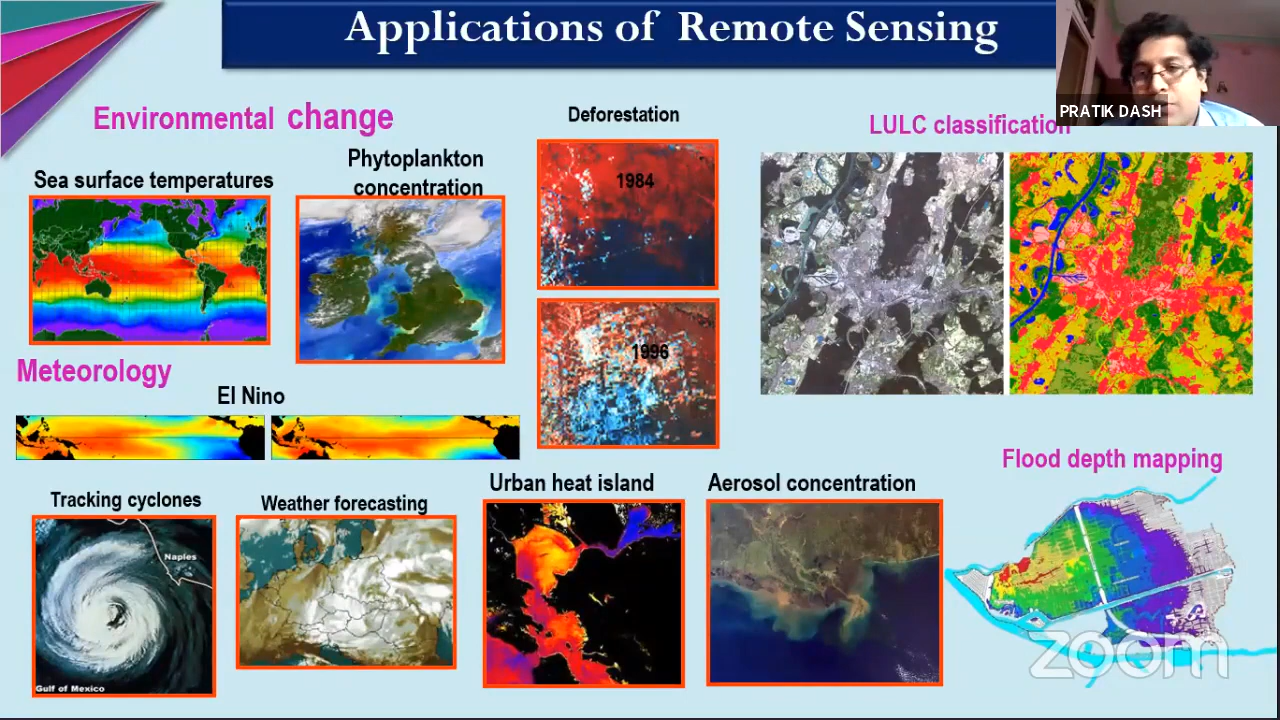 Applications of Remote Sensing
PRATIK DASH
Environmental change
Deforestation
LULC classification
Sea surface temperatures
Phytoplankton
concentration
1984
1996
Meteorology
El Nino
Flood depth mapping
Tracking cyclones
Weather forecasting
Urban heat island
Aerosol concentration
Naples
Gulf of Mexico
zoom